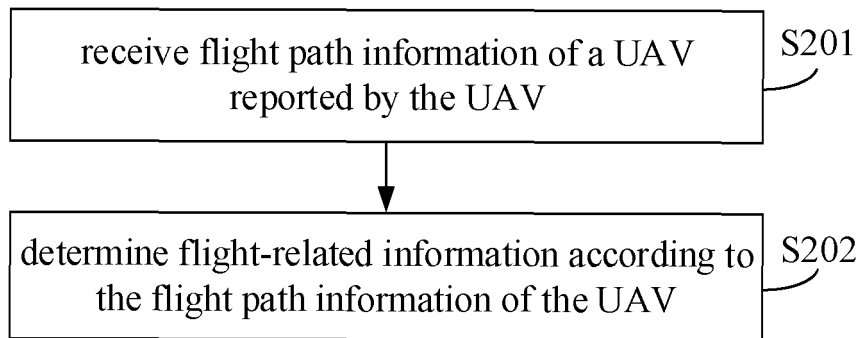 receive flight path information of a UAV
reported by the UAV
S201
determine flight-related information according to
the flight path information of the UAV
S202